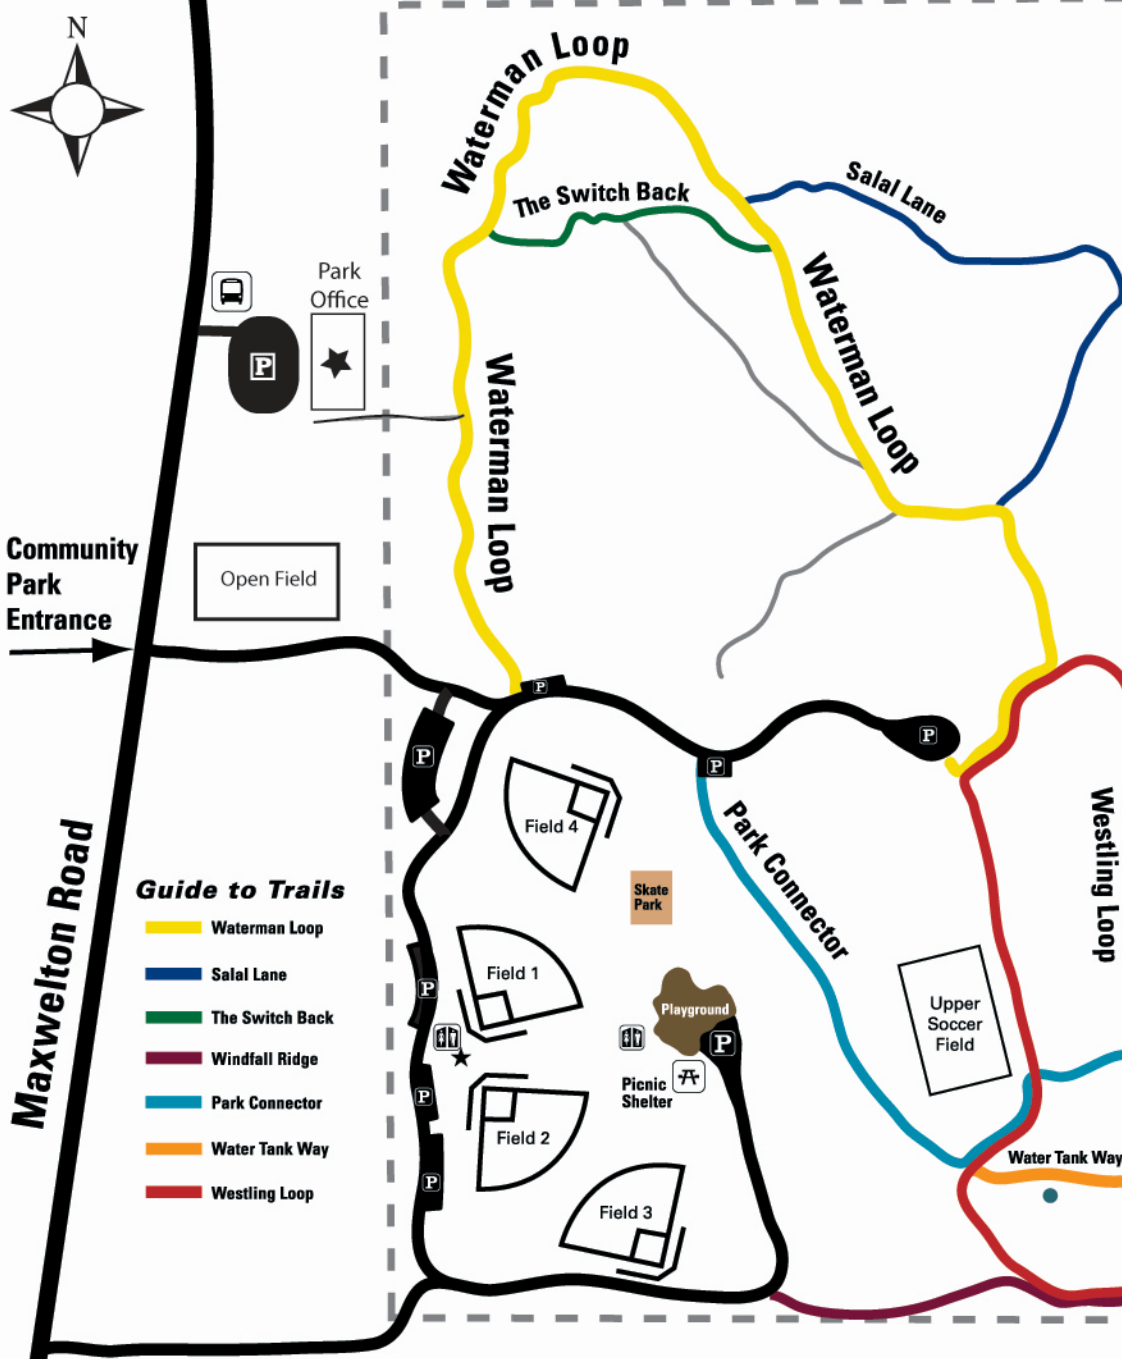 N
Waterman Loop
The Switch Back
Salal Lane
Park
Office
P
Waterman Loop
Waterman Loop
Community
Park
Entrance
Open Field
P
P
P
P
Field 4
Park Connector
Westling Loop
Maxwelton Road
Skate
Park
Guide to Trails
Waterman Loop
Salal Lane
The Switch Back
Windfall Ridge
Park Connector
Water Tank Way
Westling Loop
Field 1
P
Playground
P
Upper
Soccer
Field
Picnic
Shelter
P
Field 2
Water Tank Way
P
Field 3